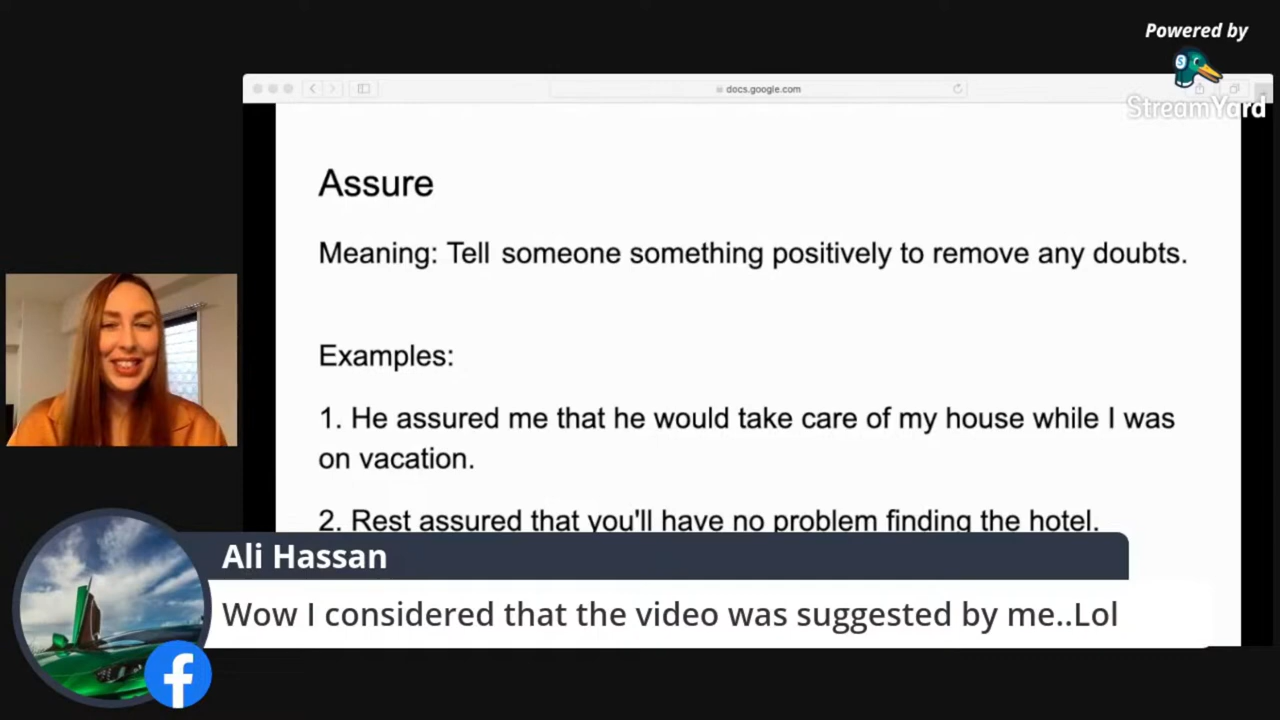 Powered by
StreamYard
docs.google.com
Assure
Meaning: Tell someone something positively to remove any doubts.
Examples:
1. He assured me that he would take care of my house while I was
on vacation.
2. Rest assured that you'll have no problem finding the hotel.
Ali Hassan
Wow I considered that the video was suggested by me..Lol